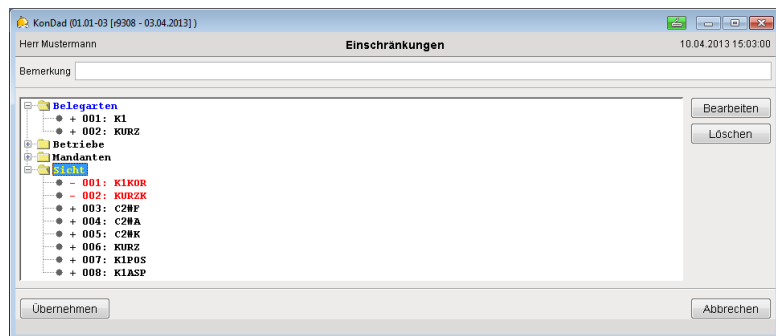 KonDad (01.01-03 [r9308 - 03.04.2013] )
Herr Mustermann Einschränkungen 10.04.2013 15:03:00
Bemerkung
Belegarten
+ 001: K1
+ 002: KURZ
Betriebe
Mandanten
Sicht
- 001: K1KOR
- 002: KURZK
+ 003: C2#F
+ 004: C2#A
+ 005: C2#K
+ 006: KURZ
+ 007: K1POS
+ 008: K1ASP
Bearbeiten
Löschen
Übernehmen Abbrechen